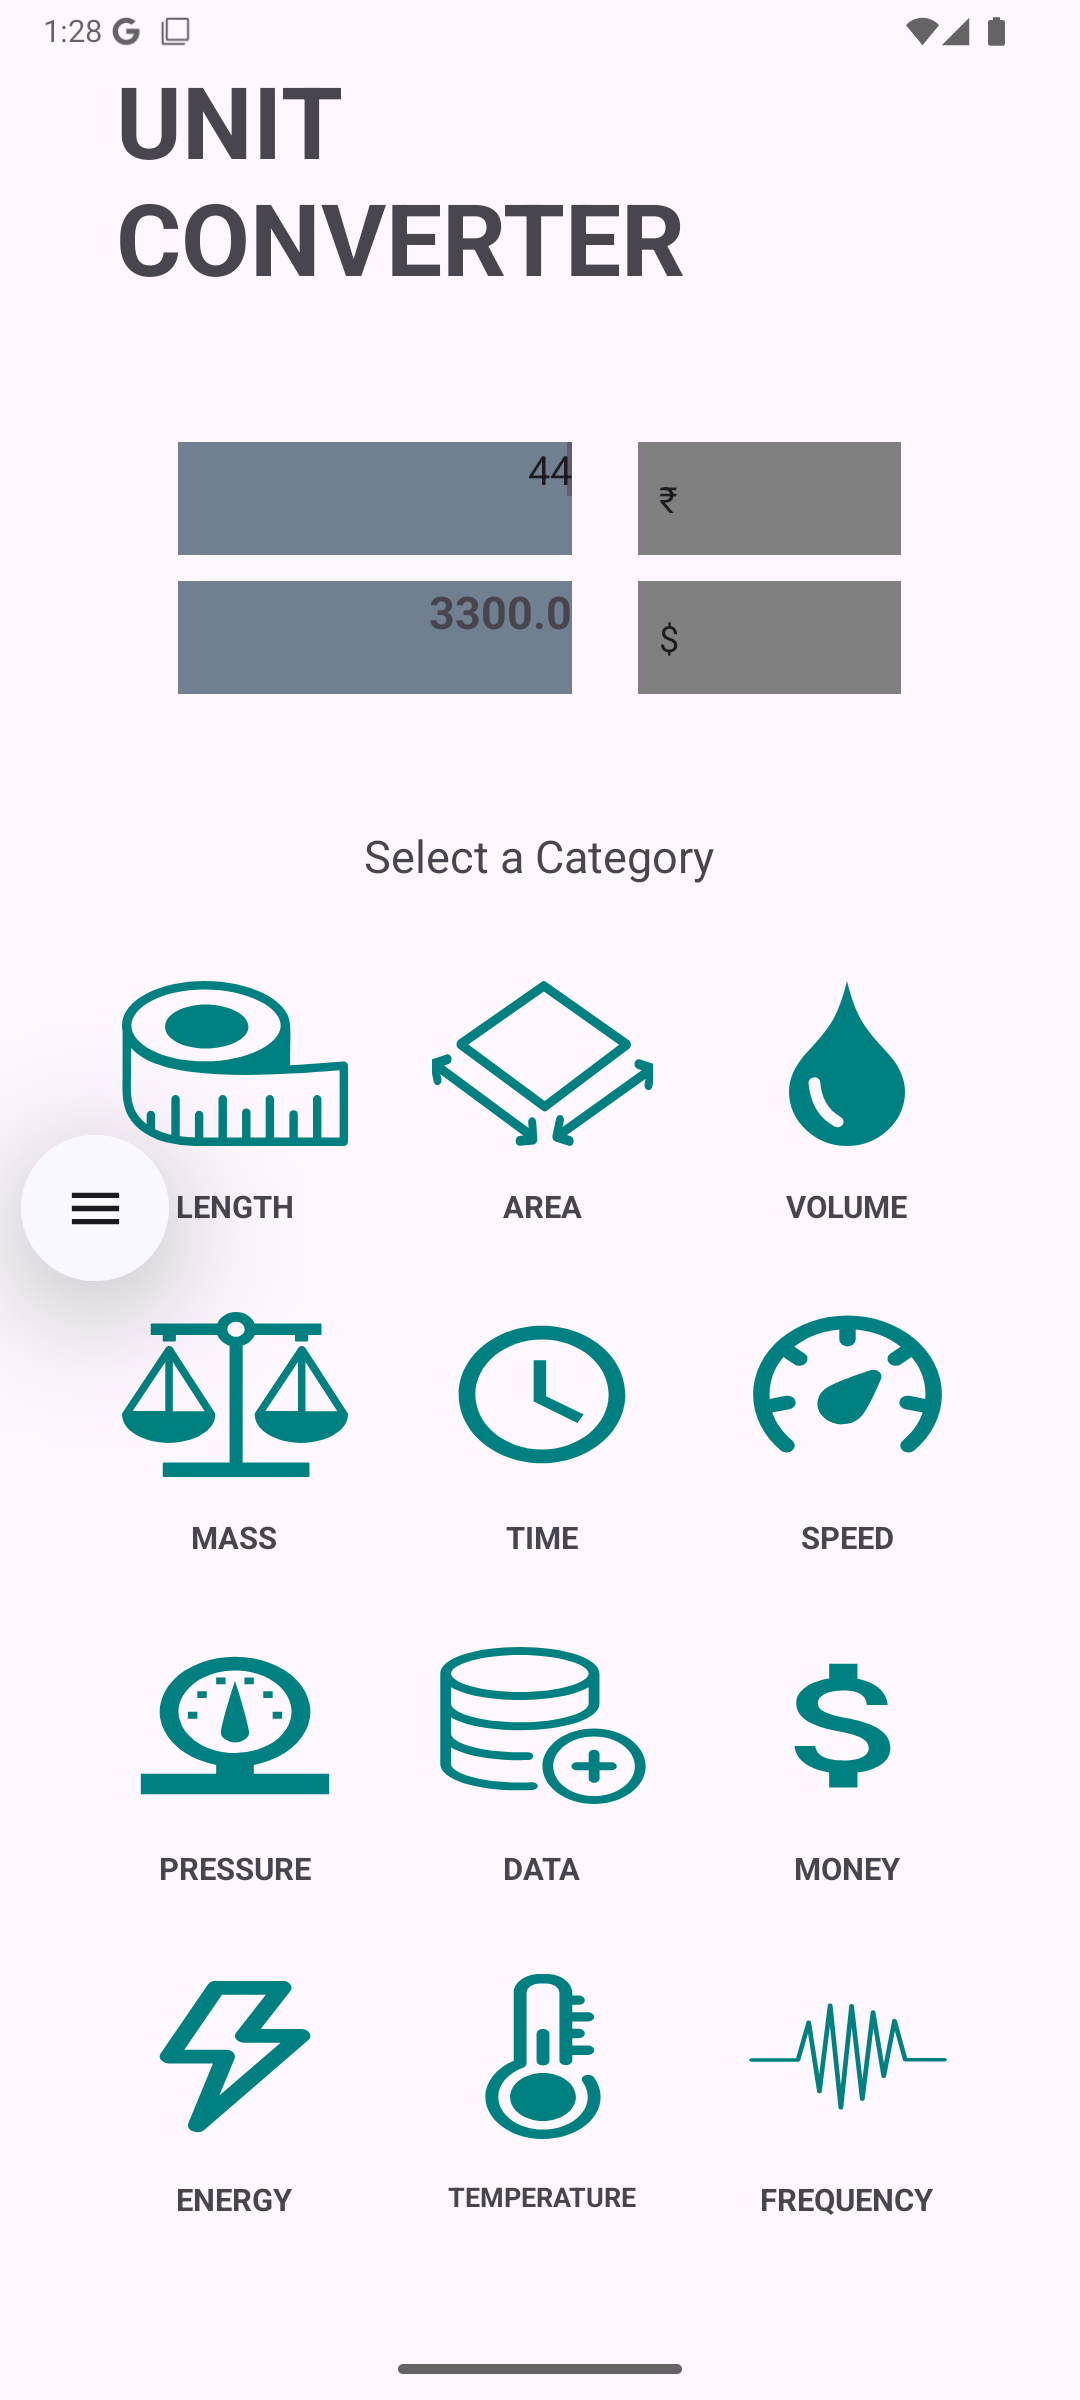 1:28
UNIT
CONVERTER
44
₹
3300.0
$
Select a Category
LENGTH
AREA
VOLUME
MASS
TIME
SPEED
PRESSURE
DATA
MONEY
ENERGY
TEMPERATURE
FREQUENCY